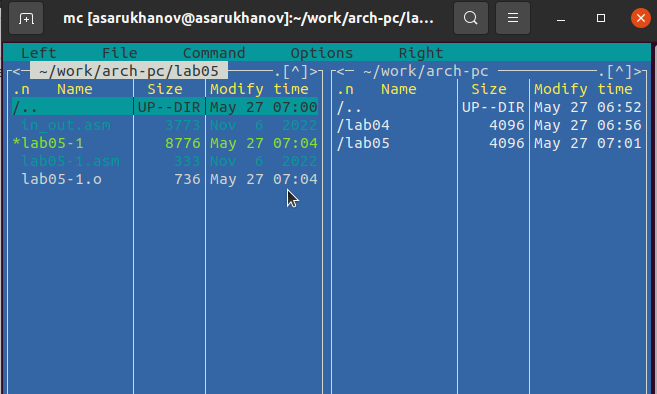 mc [asarukhanov@asarukhanov]:~/work/arch-pc/la...
Left File Command Options Right
<— ~/work/arch-pc/lab05 —.[^]> <— ~/work/arch-pc —.[^]>
.n Name Size Modify time .n Name Size Modify time
/.. UP--DIR May 27 07:00 /.. UP--DIR May 27 06:52
in_out.asm 3773 Nov 6 2022 /lab04 4096 May 27 06:56
*lab05-1 8776 May 27 07:04 /lab05 4096 May 27 07:01
lab05-1.asm 333 Nov 6 2022
lab05-1.o 736 May 27 07:04